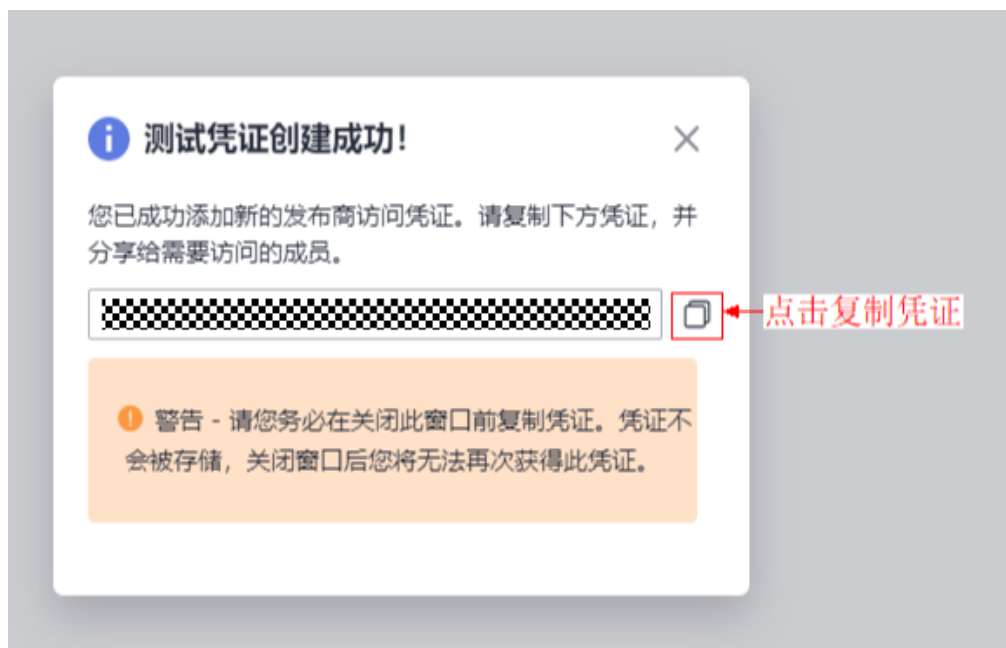 测试凭证创建成功！
您已成功添加新的发布商访问凭证。请复制下方凭证，并
分享给需要访问的成员。
点击复制凭证
警告 - 请您务必在关闭此窗口前复制凭证。凭证不
会被存储，关闭窗口后您将无法再次获得此凭证。